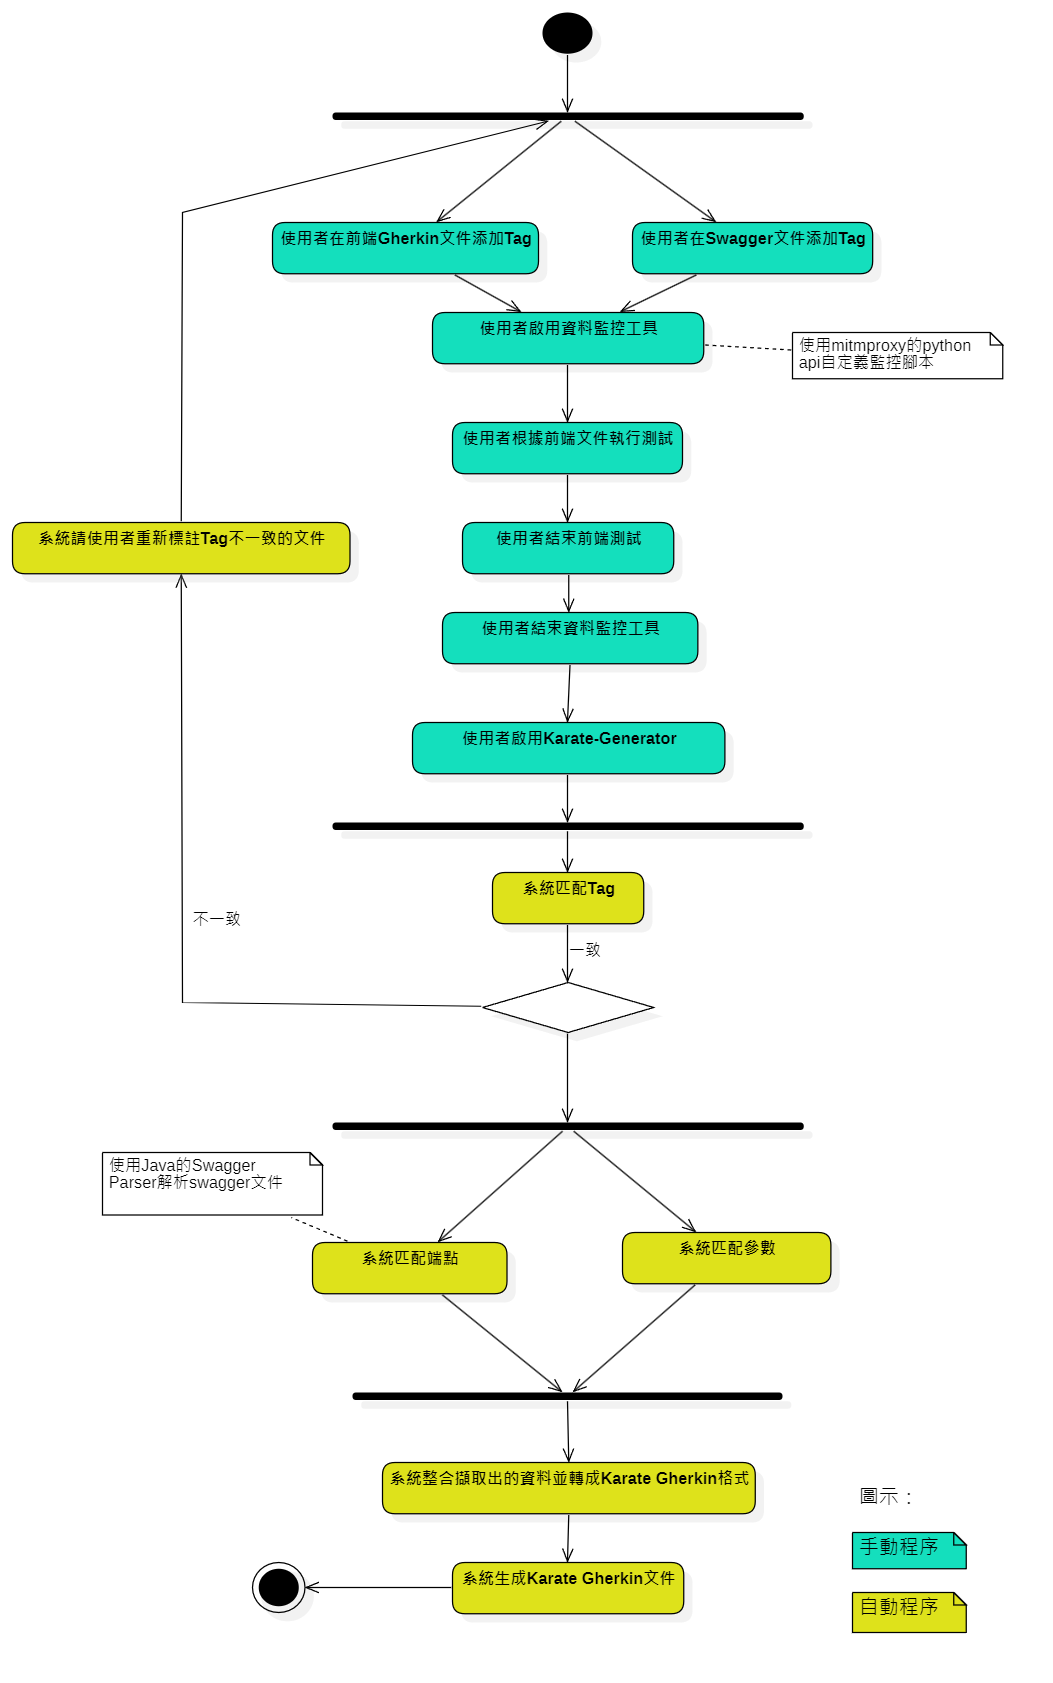 使用者在前端Gherkin文件添加Tag
使用者在Swagger文件添加Tag
使用者啟用資料監控工具
使用mitmproxy的python
api自定義監控腳本
使用者根據前端文件執行測試
系統請使用者重新標註Tag不一致的文件
使用者結束前端測試
使用者結束資料監控工具
使用者啟用Karate-Generator
系統匹配Tag
不一致
一致
使用Java的Swagger
Parser解析swagger文件
系統匹配端點
系統匹配參數
系統整合擷取出的資料並轉成Karate Gherkin格式
系統生成Karate Gherkin文件
圖示：
手動程序
自動程序